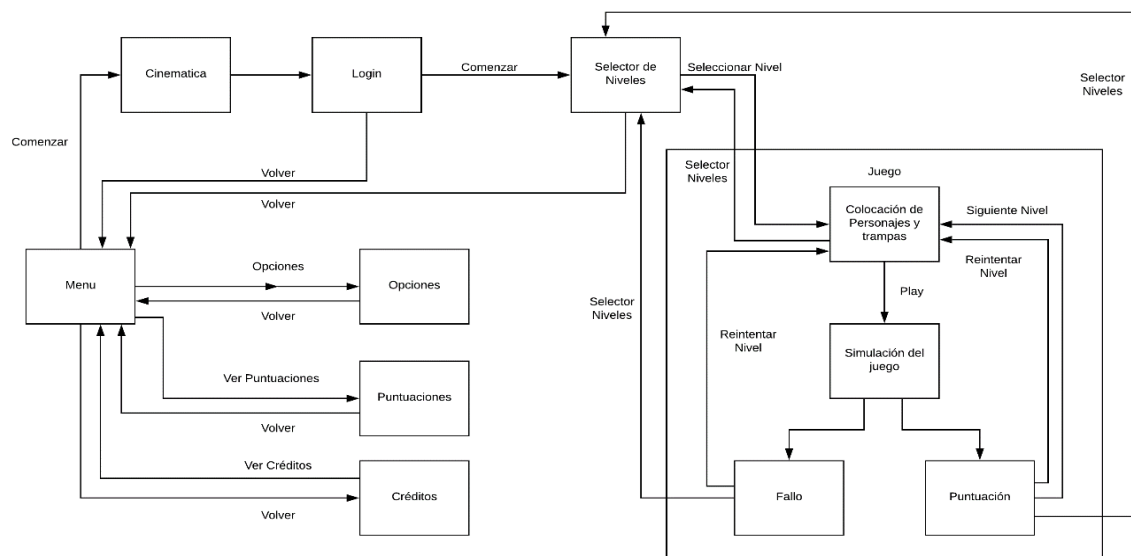 Cinematica
Login
Comenzar
Selector de
Niveles
Seleccionar Nivel
Selector
Niveles
Comenzar
Volver
Volver
Selector
Niveles
Juego
Colocación de
Personajes y
trampas
Siguiente Nivel
Reintentar
Nivel
Menu
Opciones
Opciones
Volver
Selector
Niveles
Play
Reintentar
Nivel
Simulación del
juego
Ver Puntuaciones
Puntuaciones
Volver
Ver Créditos
Créditos
Volver
Fallo
Puntuación